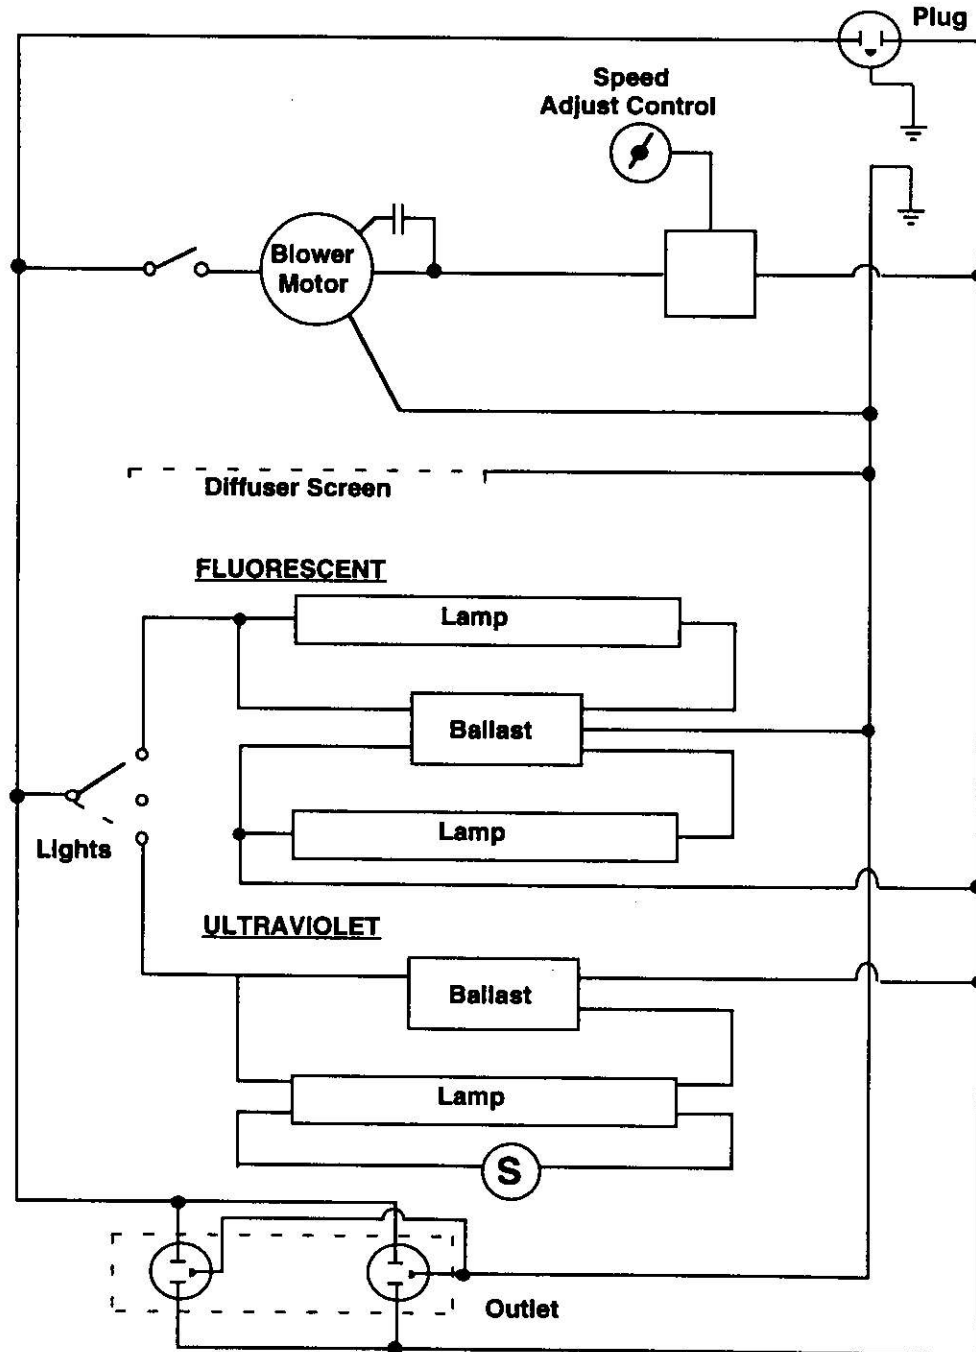 Plug
Speed
Adjust Control
Blower
Motor
Diffuser Screen
FLUORESCENT
Lamp
Ballast
Lamp
Lights
ULTRAVIOLET
Ballast
Lamp
S
Outlet